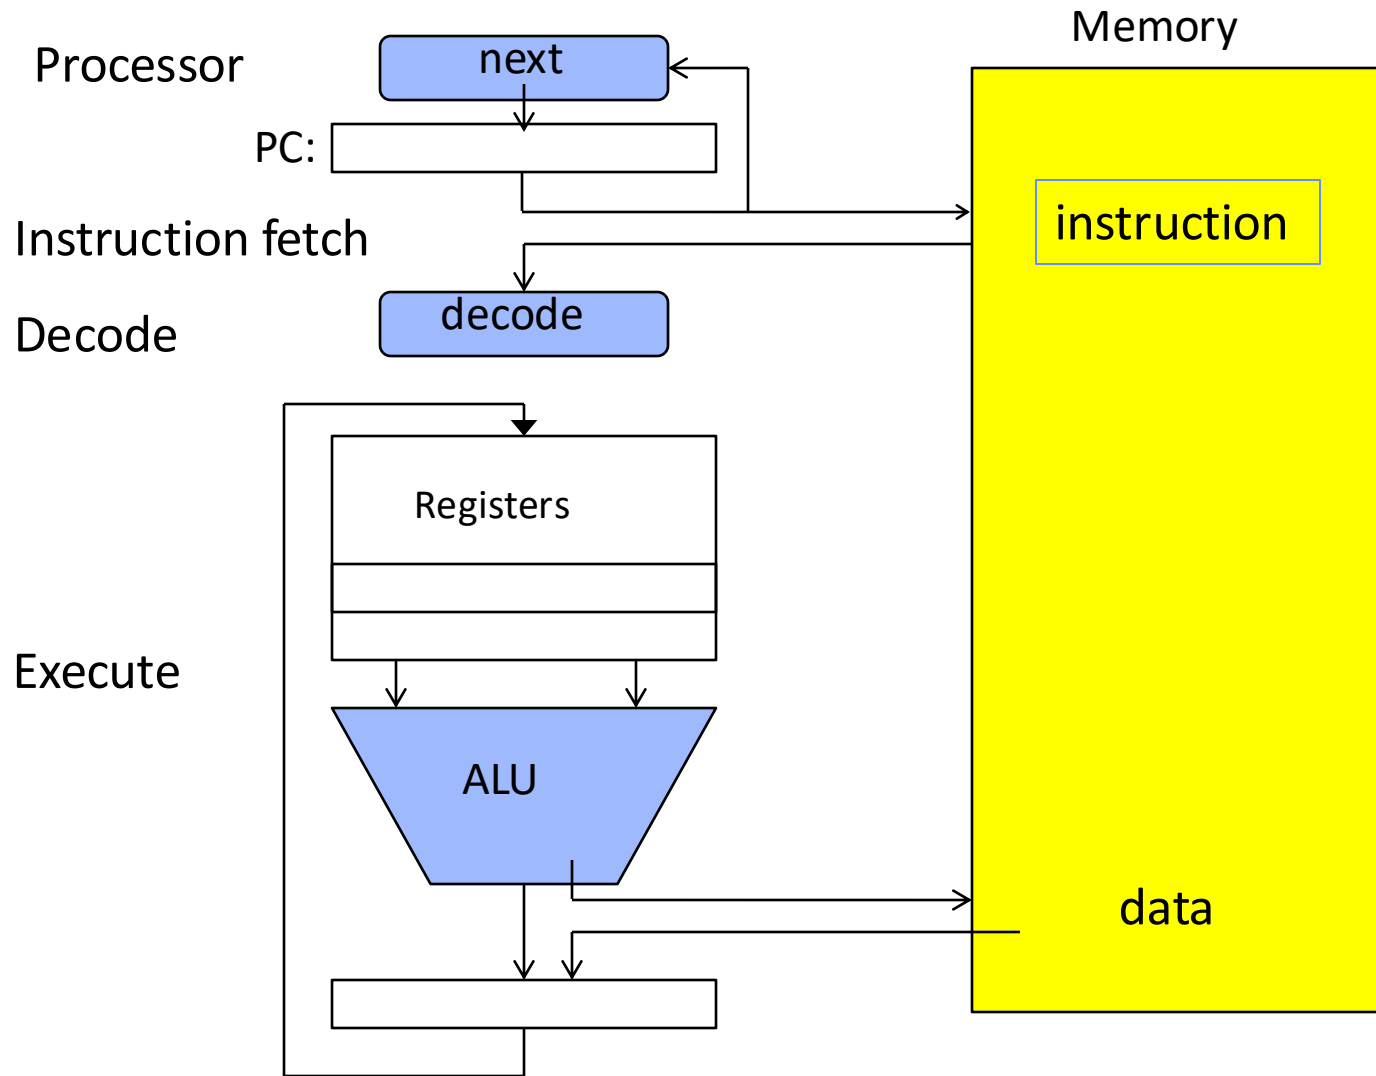 Memory
Processor
next
PC:
instruction
Instruction fetch
decode
Decode
Registers
Execute
ALU
data